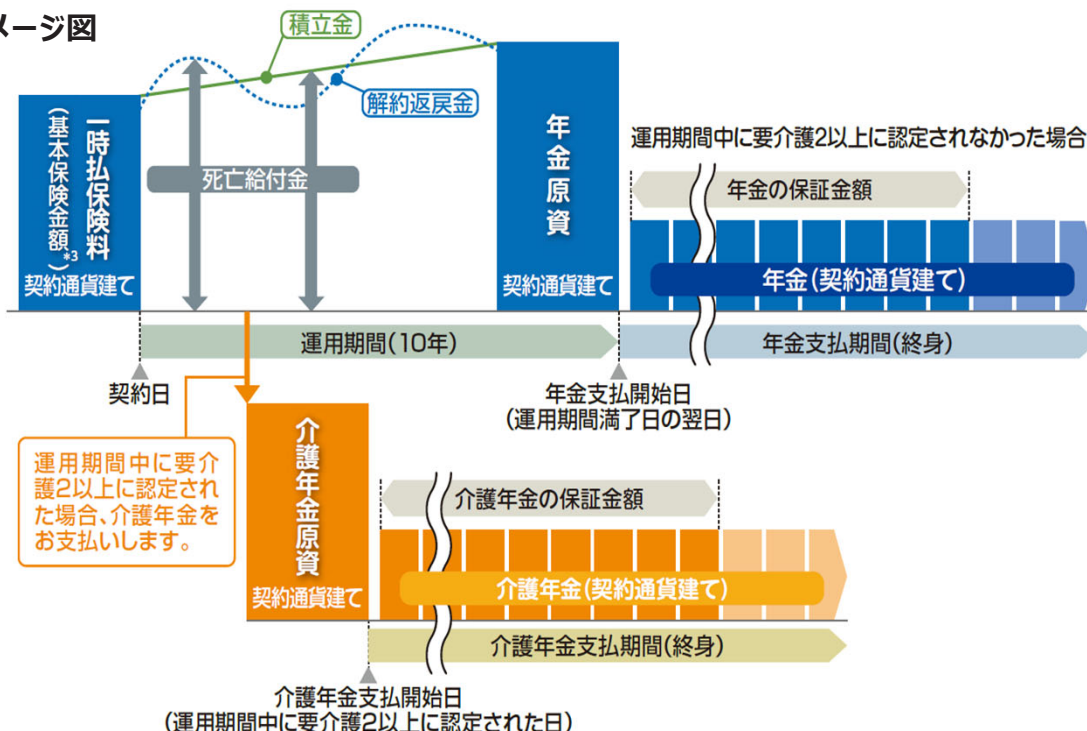 メージ図
積立金
解約返戻金
一時払保険料
(基本保険金額)*3
契約通貨建て
死亡給付金
年金原資
契約通貨建て
運用期間中に要介護2以上に認定されなかった場合
年金の保証金額
年金(契約通貨建て)
運用期間(10年)
年金支払期間(終身)
契約日
年金支払開始日
(運用期間満了日の翌日)
運用期間中に要介
護2以上に認定され
た場合、介護年金を
お支払いします。
介護年金原資
契約通貨建て
介護年金の保証金額
介護年金(契約通貨建て)
介護年金支払期間(終身)
介護年金支払開始日
(運用期間中に要介護2以上に認定された日)